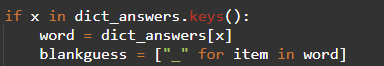 if x in dict_answers.keys():
    word = dict_answers[x]
    blankguess = ["_" for item in word]